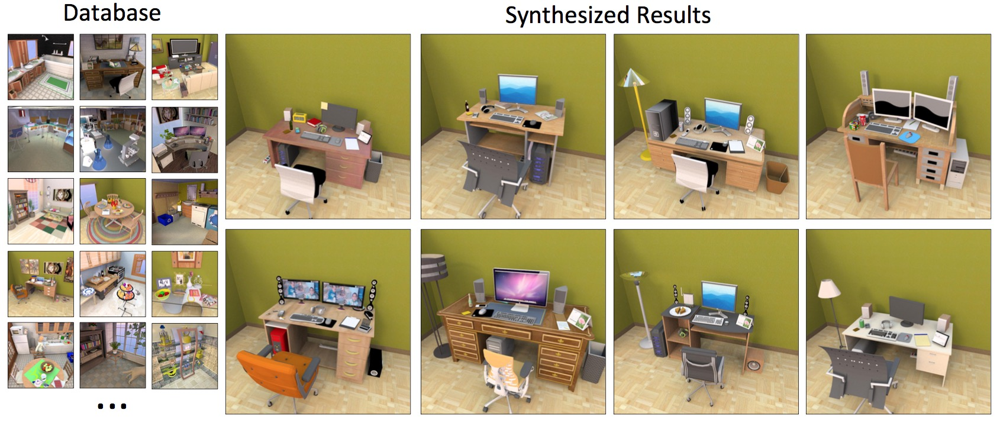 Database
Synthesized Results
...